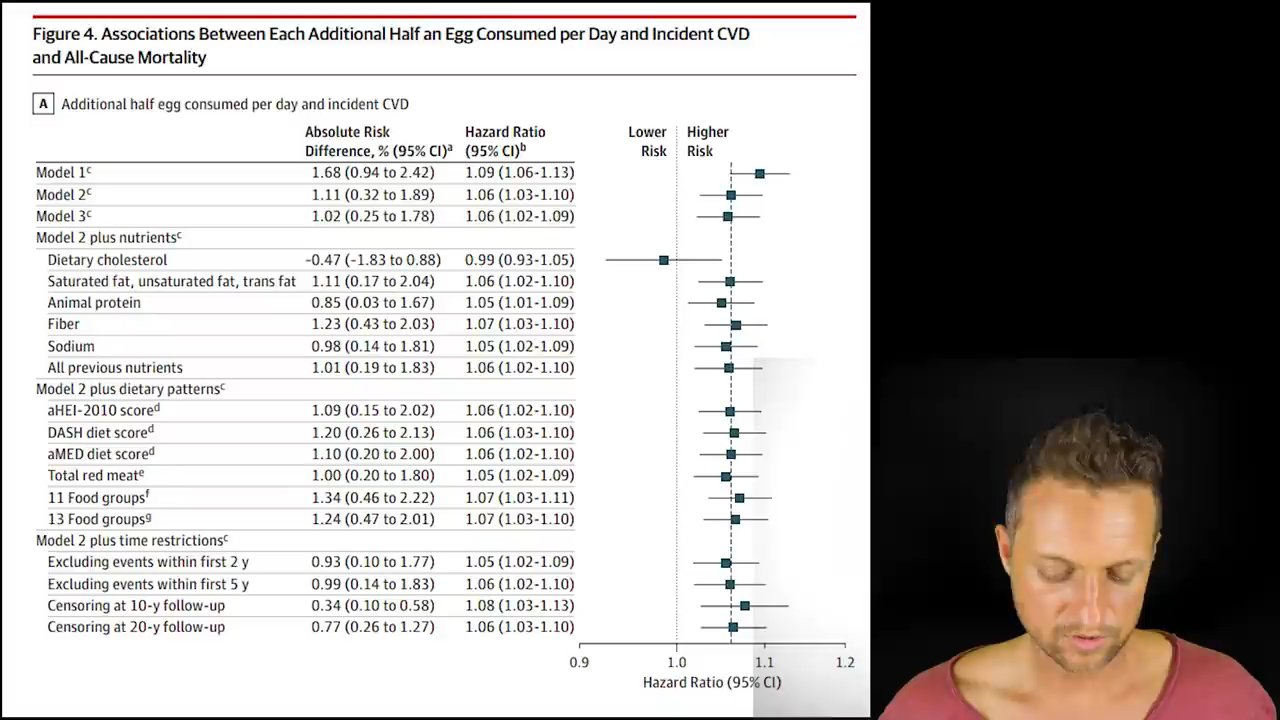 Figure 4. Associations Between Each Additional Half an Egg Consumed per Day and Incident CVD
and All-Cause Mortality
A Additional half egg consumed per day and incident CVD
Absolute Risk Difference, % (95% CI)a Hazard Ratio (95% CI)b Lower Risk Higher Risk
Model 1c 1.68 (0.94 to 2.42) 1.09 (1.06-1.13)
Model 2c 1.11 (0.32 to 1.89) 1.06 (1.03-1.10)
Model 3c 1.02 (0.25 to 1.78) 1.06 (1.02-1.09)
Model 2 plus nutrientsc
Dietary cholesterol -0.47 (-1.83 to 0.88) 0.99 (0.93-1.05)
Saturated fat, unsaturated fat, trans fat 1.11 (0.17 to 2.04) 1.06 (1.02-1.10)
Animal protein 0.85 (0.03 to 1.67) 1.05 (1.01-1.09)
Fiber 1.23 (0.43 to 2.03) 1.07 (1.03-1.10)
Sodium 0.98 (0.14 to 1.81) 1.05 (1.02-1.09)
All previous nutrients 1.01 (0.19 to 1.83) 1.06 (1.02-1.10)
Model 2 plus dietary patternsc
aHEI-2010 scored 1.09 (0.15 to 2.02) 1.06 (1.02-1.10)
DASH diet scored 1.20 (0.26 to 2.13) 1.06 (1.03-1.10)
aMED diet scored 1.10 (0.20 to 2.00) 1.06 (1.02-1.10)
Total red meate 1.00 (0.20 to 1.80) 1.05 (1.02-1.09)
11 Food groupsf 1.34 (0.46 to 2.22) 1.07 (1.03-1.11)
13 Food groupsg 1.24 (0.47 to 2.01) 1.07 (1.03-1.10)
Model 2 plus time restrictionsc
Excluding events within first 2 y 0.93 (0.10 to 1.77) 1.05 (1.02-1.09)
Excluding events within first 5 y 0.99 (0.14 to 1.83) 1.06 (1.02-1.10)
Censoring at 10-y follow-up 0.34 (0.10 to 0.58) 1.08 (1.03-1.13)
Censoring at 20-y follow-up 0.77 (0.26 to 1.27) 1.06 (1.03-1.10)
0.9 1.0 1.1 1.2
Hazard Ratio (95% CI)